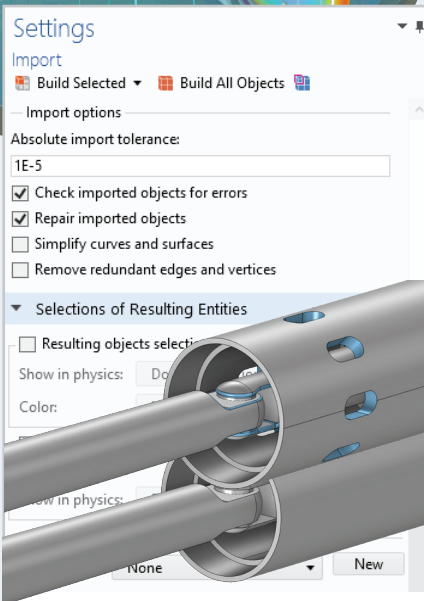 Settings
Import
Build Selected Build All Objects
Import options
Absolute import tolerance:
1E-5
Check imported objects for errors
Repair imported objects
Simplify curves and surfaces
Remove redundant edges and vertices
Selections of Resulting Entities
Resulting objects
Show in physics:
Color:
in physics:
None New